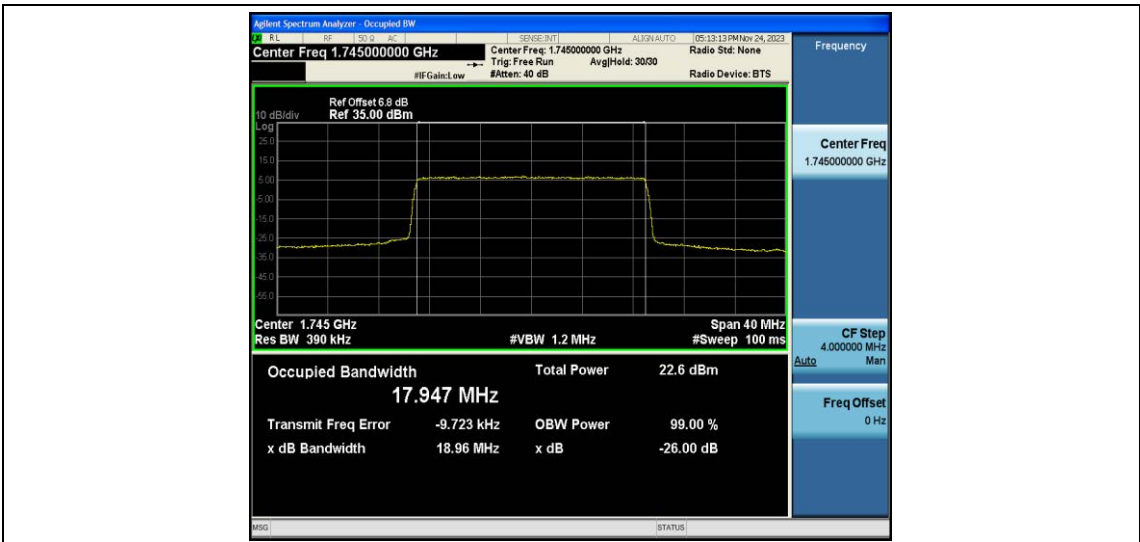 Agilent Spectrum Analyzer - Occupied BW
LXI RL RF 50 Ω AC SENSE:INT ALIGN AUTO 05:13:13 PM Nov 24, 2023
Center Freq 1.745000000 GHz
Center Freq: 1.745000000 GHz
Radio Std: None
Trig: Free Run Avg|Hold: 30/30
#IFGain:Low #Atten: 40 dB Radio Device: BTS
Ref Offset 6.8 dB
10 dB/div Ref 35.00 dBm
Log
25.0
15.0
5.00
-5.00
-15.0
-25.0
-35.0
-45.0
-55.0
Center 1.745 GHz Span 40 MHz
Res BW 390 kHz #VBW 1.2 MHz #Sweep 100 ms
Occupied Bandwidth Total Power 22.6 dBm
17.947 MHz
Transmit Freq Error -9.723 kHz OBW Power 99.00 %
x dB Bandwidth 18.96 MHz x dB -26.00 dB
Frequency
Center Freq
1.745000000 GHz
CF Step
4.000000 MHz
Auto Man
Freq Offset
0 Hz
MSG STATUS